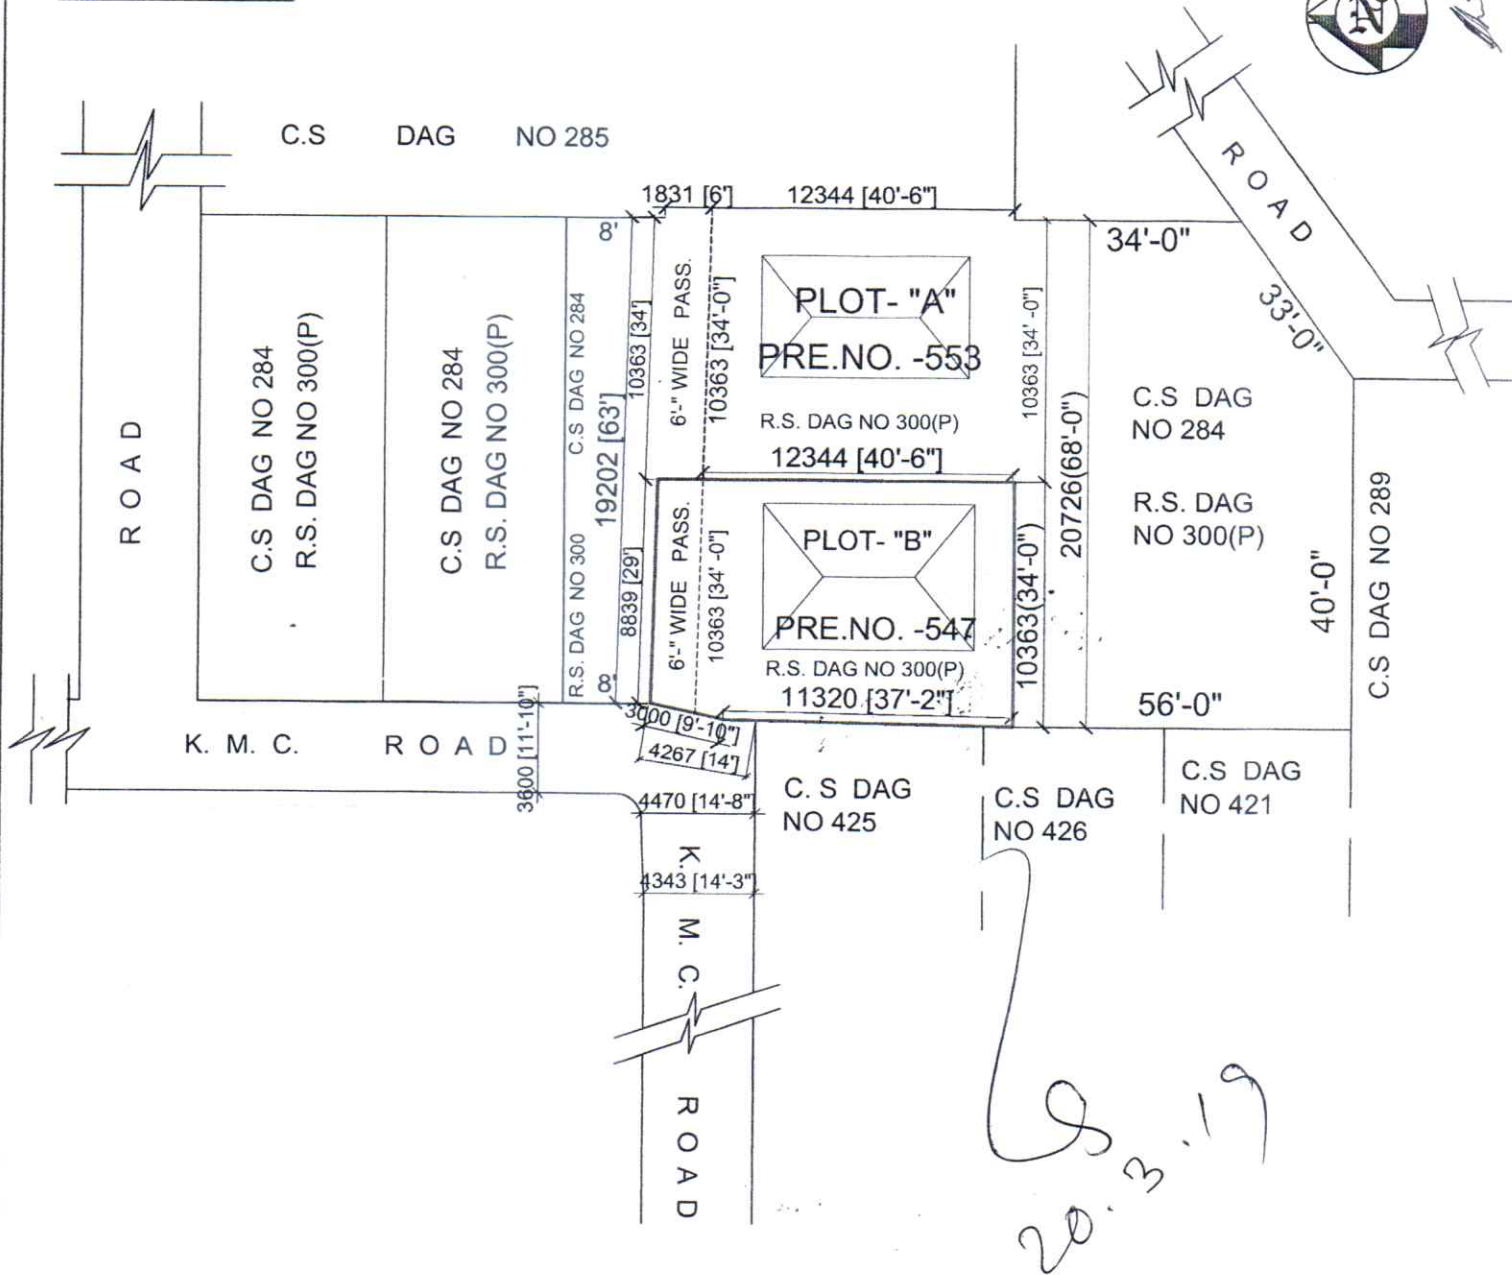 C.S DAG NO 285
1831 [6']
12344 [40'-6"]
ROAD
34'-0"
33'-0"
8'
PLOT- "A"
PRE.NO. -553
R.S. DAG NO 300(P)
12344 [40'-6"]
6'-" WIDE PASS.
10363 [34'-0"]
10363 [34']
10363 [34'-0"]
20726(68'-0")
C.S DAG
NO 284
R.S. DAG
NO 300(P)
ROAD
C.S DAG NO 284
R.S. DAG NO 300(P)
C.S DAG NO 284
R.S. DAG NO 300(P)
C.S DAG NO 284
R.S. DAG NO 300
19202 [63']
8839 [29']
8'
6'-" WIDE PASS.
10363 [34'-0"]
PLOT- "B"
PRE.NO. -547
R.S. DAG NO 300(P)
11320 [37'-2"]
10363(34'-0")
40'-0"
C.S DAG NO 289
56'-0"
3000 [9'-10"]
4267 [14']
K. M. C. ROAD
3600 [11'-10"]
4470 [14'-8"]
4343 [14'-3"]
C. S DAG
NO 425
C.S DAG
NO 426
C.S DAG
NO 421
K. M. C. ROAD
20.3.19